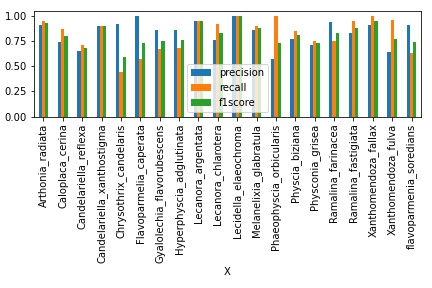 1.00
0.75
0.50
0.25
0.00
precision
recall
f1score
Arthonia_radiata
Caloplaca_cerina
Candelariella_reflexa
Candelariella_xanthostigma
Chrysothrix_candelaris
Flavoparmelia_caperata
Gyalolechia_flavorubescens
Hyperphyscia_adglutinata
Lecanora_argentata
Lecanora_chlarotera
Lecidella_elaeochroma
Melanelixia_glabratula
Phaeophyscia_orbicularis
Physcia_biziana
Physconia_grisea
Ramalina_farinacea
Ramalina_fastigiata
Xanthomendoza_fallax
Xanthomendoza_fulva
flavoparmenia_soredians
X